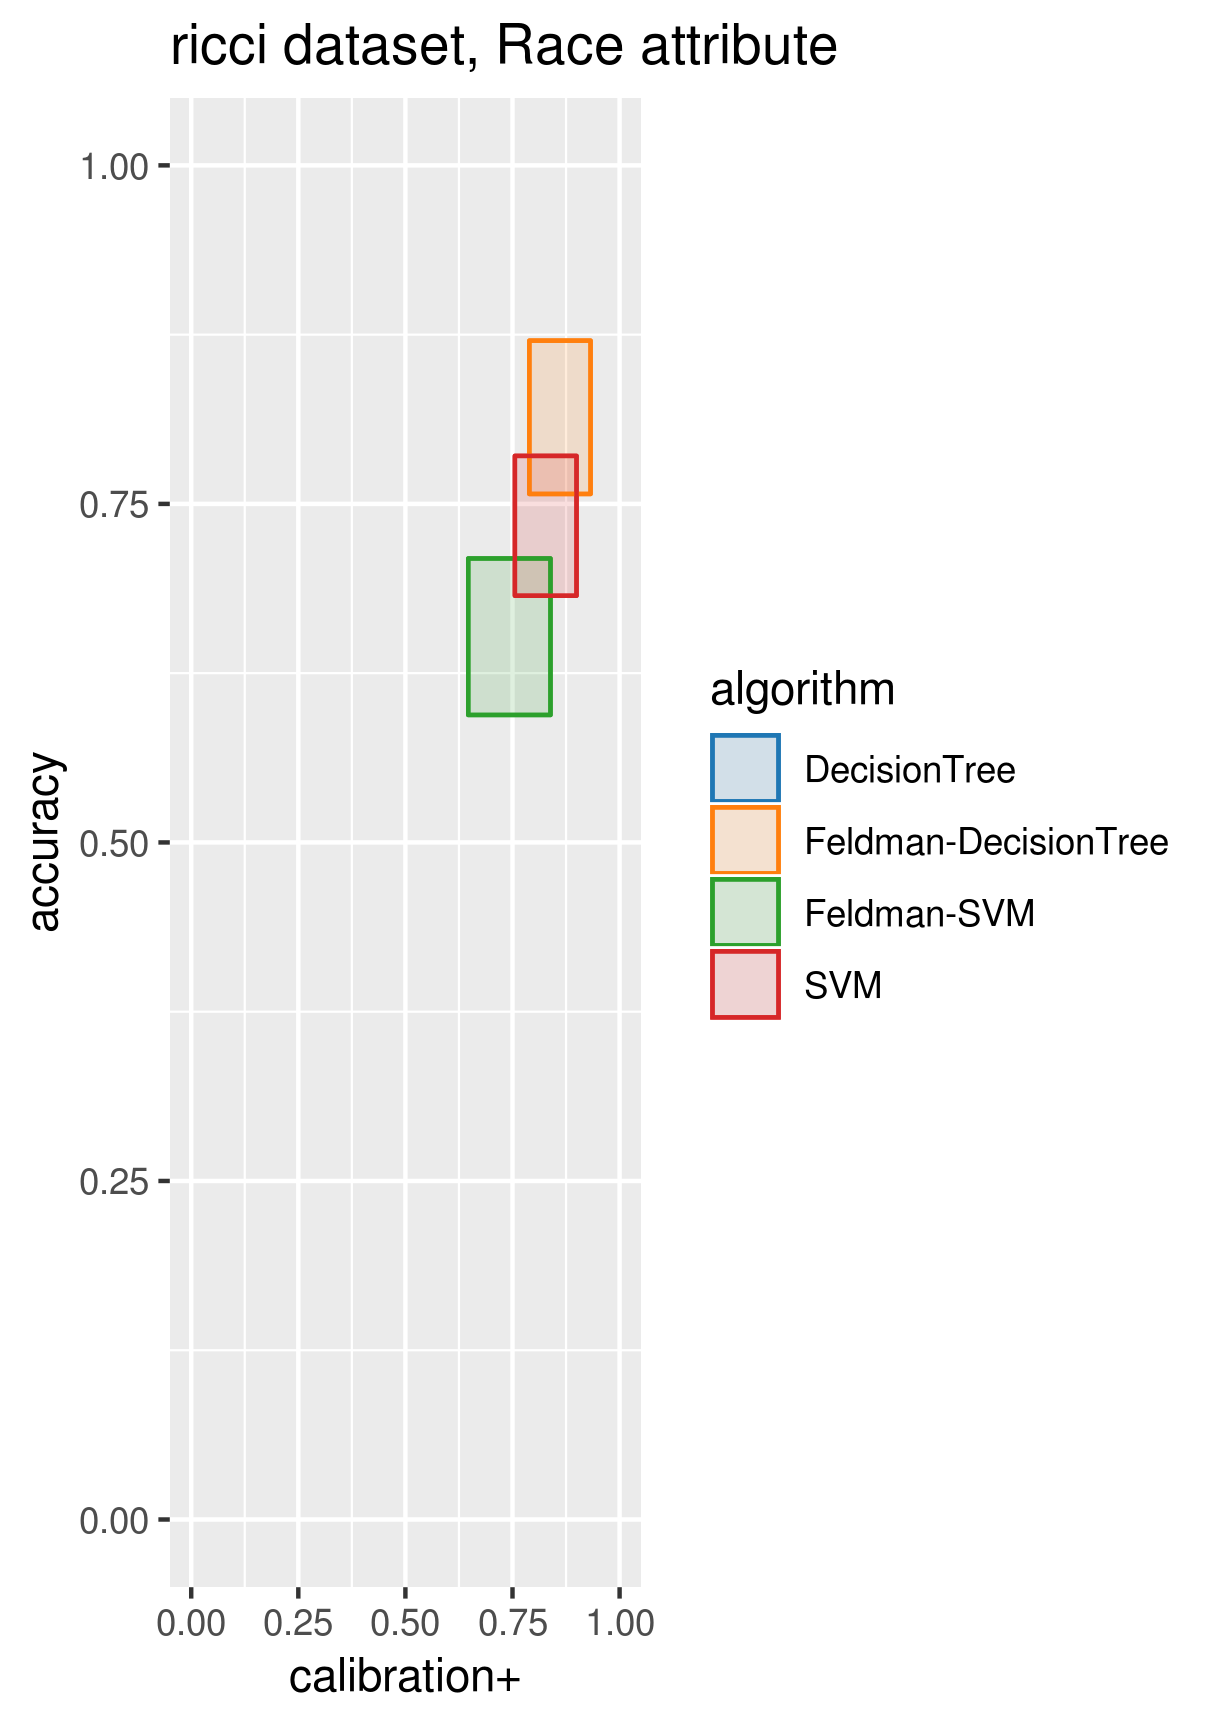 ricci dataset, Race attribute
1.00
0.75
0.50
0.25
0.00
accuracy
0.00 0.25 0.50 0.75 1.00
calibration+
algorithm
DecisionTree
Feldman-DecisionTree
Feldman-SVM
SVM